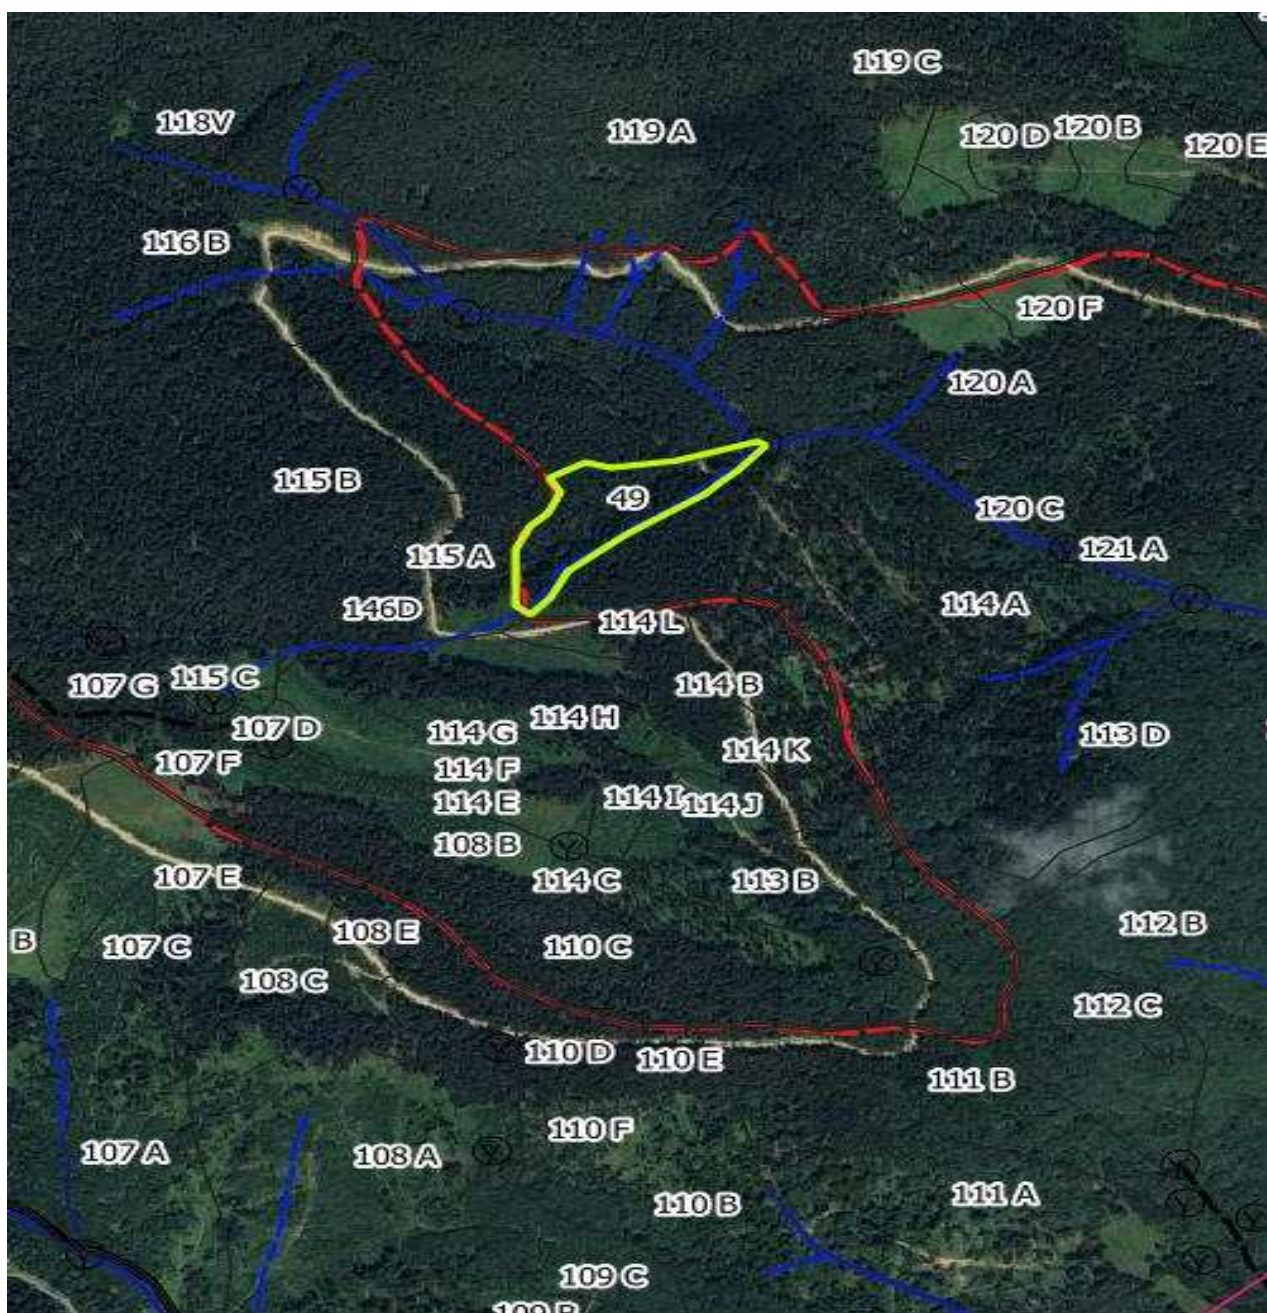 119 C
118V
119 A
120 D
120 B
120 E
116 B
120 F
120 A
115 B
49
120 C
115 A
121 A
146D
114 L
114 A
107 G
115 C
114 B
107 D
114 G
114 H
113 D
107 F
114 F
114 K
114 E
114 I
114 J
108 B
107 E
114 C
113 B
B
107 C
108 E
110 C
112 B
108 C
112 C
110 D
110 E
111 B
110 F
107 A
108 A
110 B
111 A
109 C
109 B